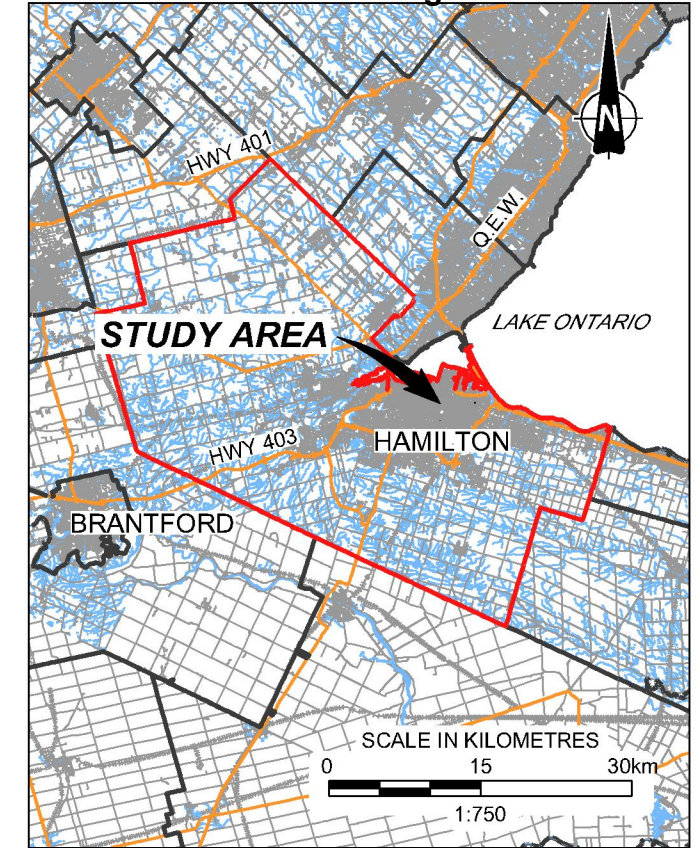 N
HWY 401
Q.E.W.
LAKE ONTARIO
STUDY AREA
HAMILTON
HWY 403
BRANTFORD
SCALE IN KILOMETRES
0 15 30km
1:750